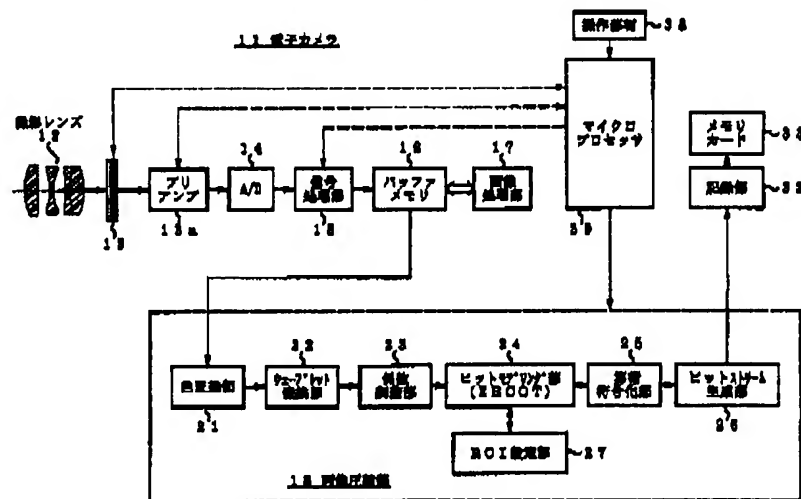 11 電子カメラ
操作部材
38
撮影レンズ
12
マイクロ
プロセッサ
39
メモリ
カード
33
記録部
32
13
プリ
アンプ
13a
14
A/D
信号
処理部
15
16
バッファ
メモリ
17
画像
処理部
色変換部
21
22
ウェーブレット
変換部
23
量子化部
24
ビットモデリング部
(EBCOT)
25
算術
符号化部
ビットストリーム
生成部
26
ROI設定部
27
18 画像圧縮部